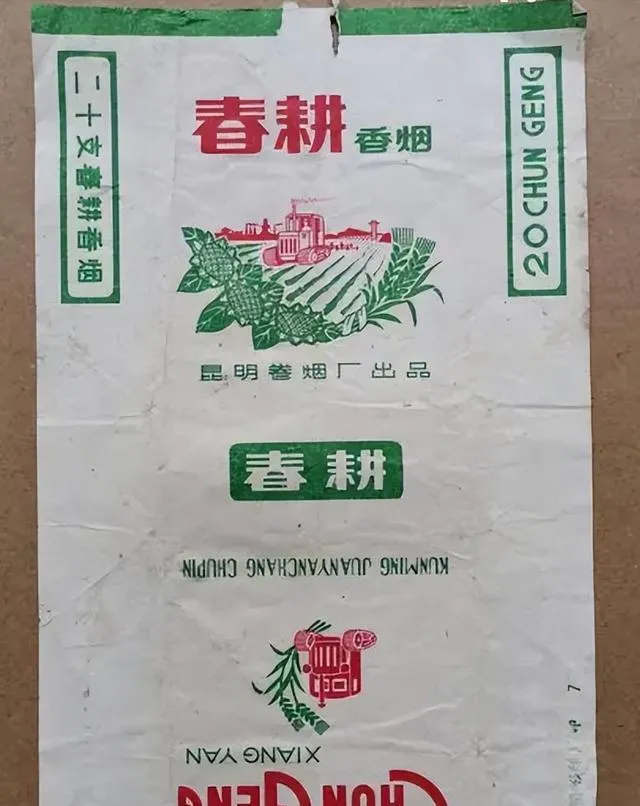 春耕 香烟
二十支春耕香烟
20 CHUN GENG
昆明卷烟厂出品
春耕
KUNMING JUANYANCHANG CHUPIN
XIANG YAN
CHUN GENG
7